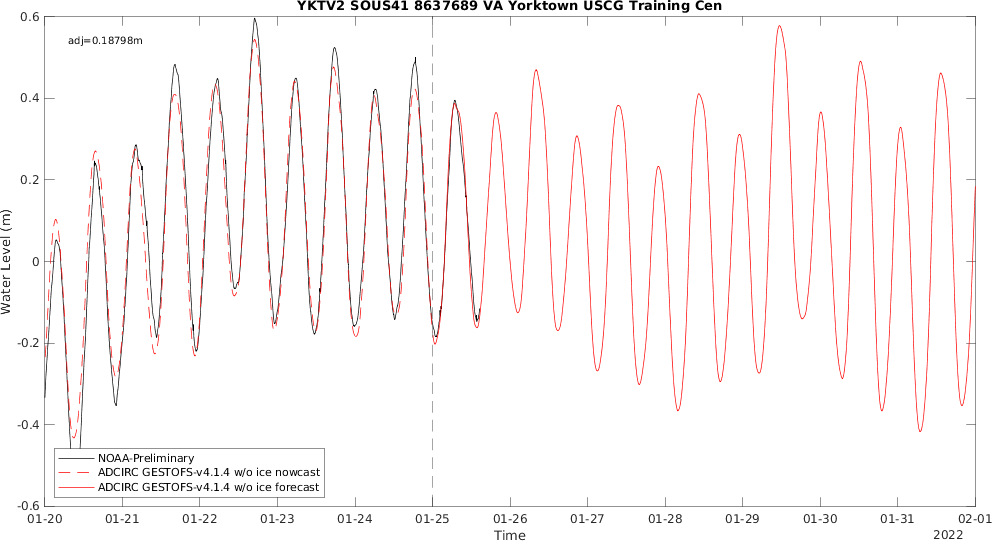 YKTV2 SOUS41 8637689 VA Yorktown USCG Training Cen
adj=0.18798m
0.6
0.4
0.2
0
-0.2
-0.4
-0.6
Water Level (m)
NOAA-Preliminary
ADCIRC GESTOFS-v4.1.4 w/o ice nowcast
ADCIRC GESTOFS-v4.1.4 w/o ice forecast
01-20 01-21 01-22 01-23 01-24 01-25 01-26 01-27 01-28 01-29 01-30 01-31 02-01
Time
2022